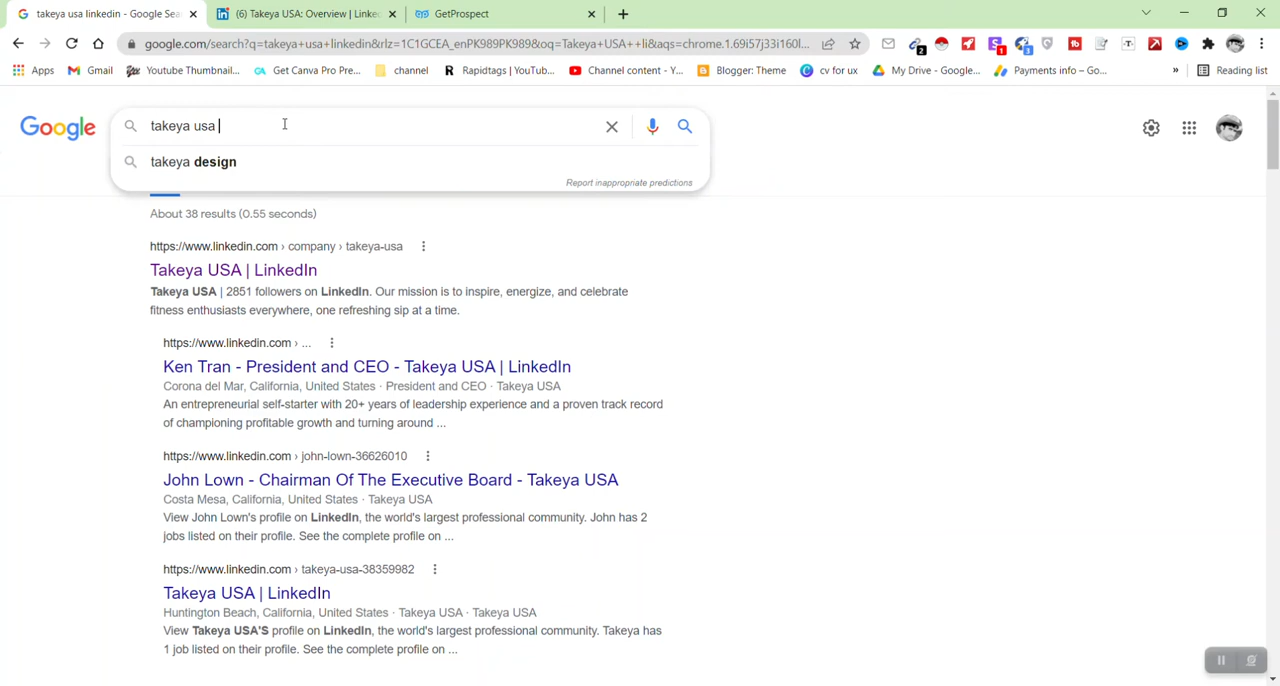 takeya usa linkedin - Google Sea
(6) Takeya USA: Overview | Linke
GetProspect
google.com/search?q=takeya+usa+linkedin&rlz=1C1GCEA_enPK989PK989&oq=Takeya+USA++li&aqs=chrome.1.69i57j33i160l...
Apps
Gmail
Youtube Thumbnail...
Get Canva Pro Pre...
channel
Rapidtags | YouTub...
Channel content - Y...
Blogger: Theme
cv for ux
My Drive - Google...
Payments info – Go...
»
Reading list
Google
takeya usa
takeya design
Report inappropriate predictions
About 38 results (0.55 seconds)
https://www.linkedin.com › company › takeya-usa
Takeya USA | LinkedIn
Takeya USA | 2851 followers on LinkedIn. Our mission is to inspire, energize, and celebrate
fitness enthusiasts everywhere, one refreshing sip at a time.
https://www.linkedin.com › ...
Ken Tran - President and CEO - Takeya USA | LinkedIn
Corona del Mar, California, United States · President and CEO · Takeya USA
An entrepreneurial self-starter with 20+ years of leadership experience and a proven track record
of championing profitable growth and turning around ...
https://www.linkedin.com › john-lown-36626010
John Lown - Chairman Of The Executive Board - Takeya USA
Costa Mesa, California, United States · Takeya USA
View John Lown's profile on LinkedIn, the world's largest professional community. John has 2
jobs listed on their profile. See the complete profile on ...
https://www.linkedin.com › takeya-usa-38359982
Takeya USA | LinkedIn
Huntington Beach, California, United States · Takeya USA · Takeya USA
View Takeya USA'S profile on LinkedIn, the world's largest professional community. Takeya has
1 job listed on their profile. See the complete profile on ...